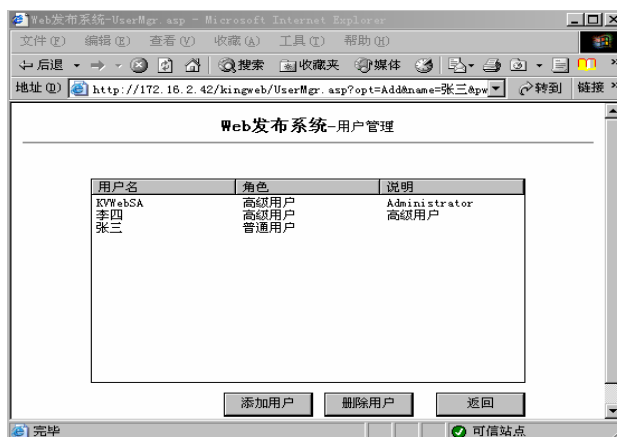 Web发布系统-UserMgr.asp - Microsoft Internet Explorer
文件(F) 编辑(E) 查看(V) 收藏(A) 工具(T) 帮助(H)
后退 搜索 收藏夹 媒体
地址(D) http://172.16.2.42/kingweb/UserMgr.asp?opt=Add&name=张三&pw 转到 链接 »
Web发布系统-用户管理
用户名 角色 说明
KVWebSA 高级用户 Administrator
李四 高级用户 高级用户
张三 普通用户
添加用户 删除用户 返回
完毕 可信站点